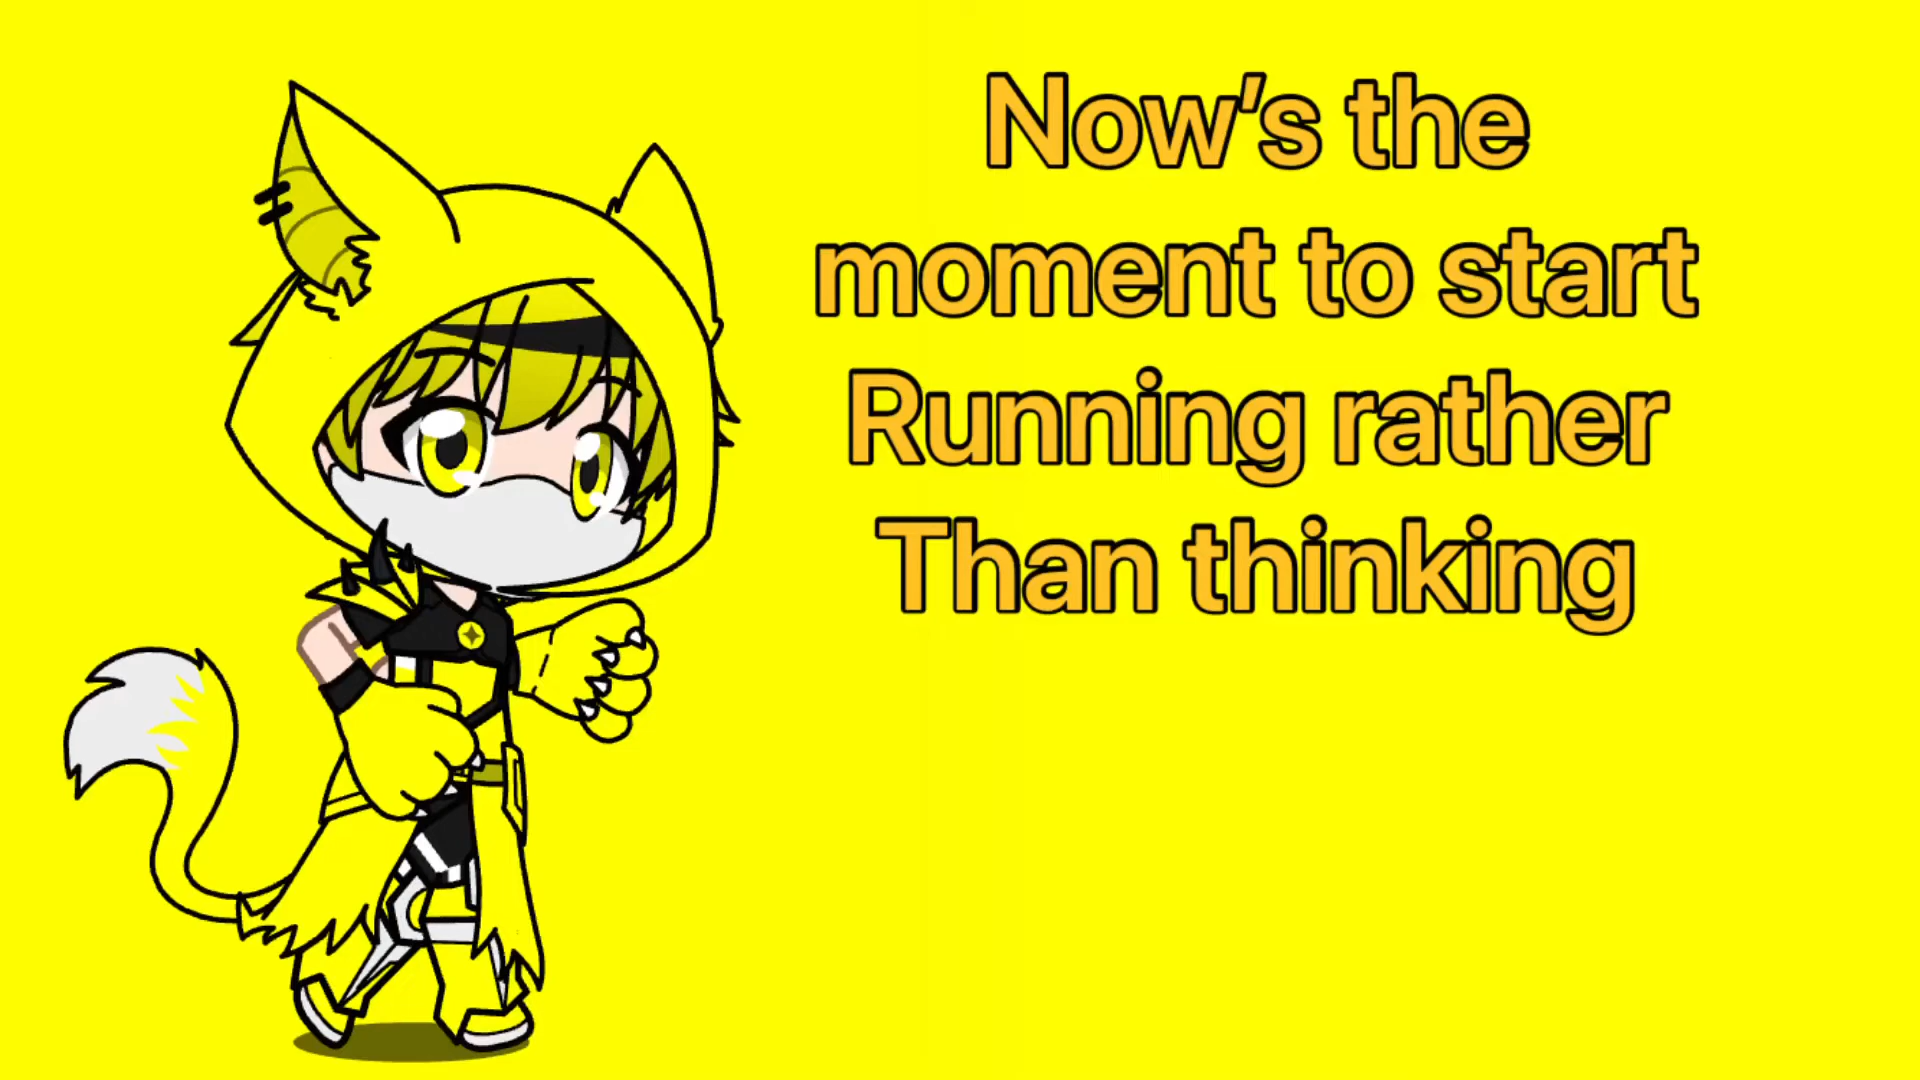 Now’s the
moment to start
Running rather
Than thinking